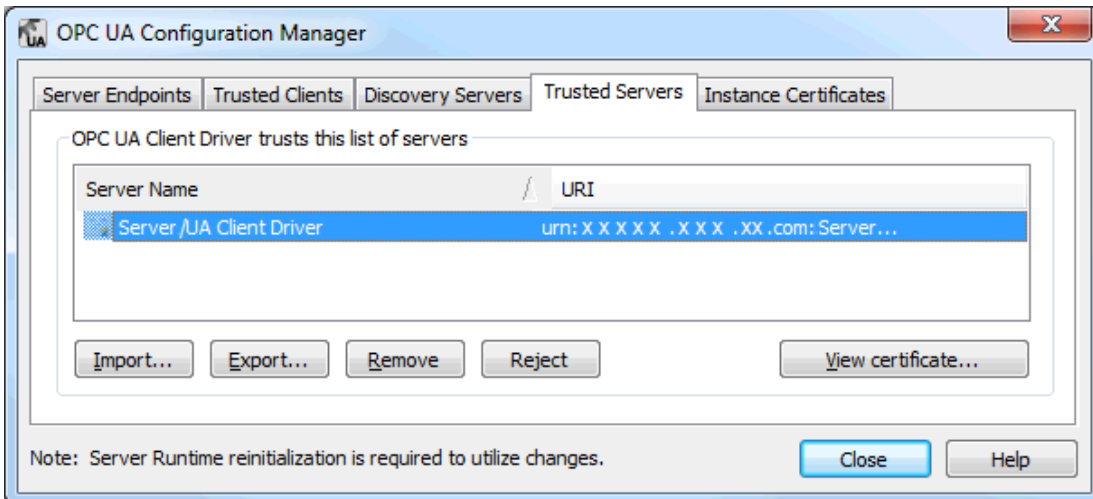 OPC UA Configuration Manager
Server Endpoints Trusted Clients Discovery Servers Trusted Servers Instance Certificates
OPC UA Client Driver trusts this list of servers
Server Name URI
Server/UA Client Driver urn:X X X X X .X X X .XX.com:Server...
Import... Export... Remove Reject View certificate...
Note: Server Runtime reinitialization is required to utilize changes. Close Help